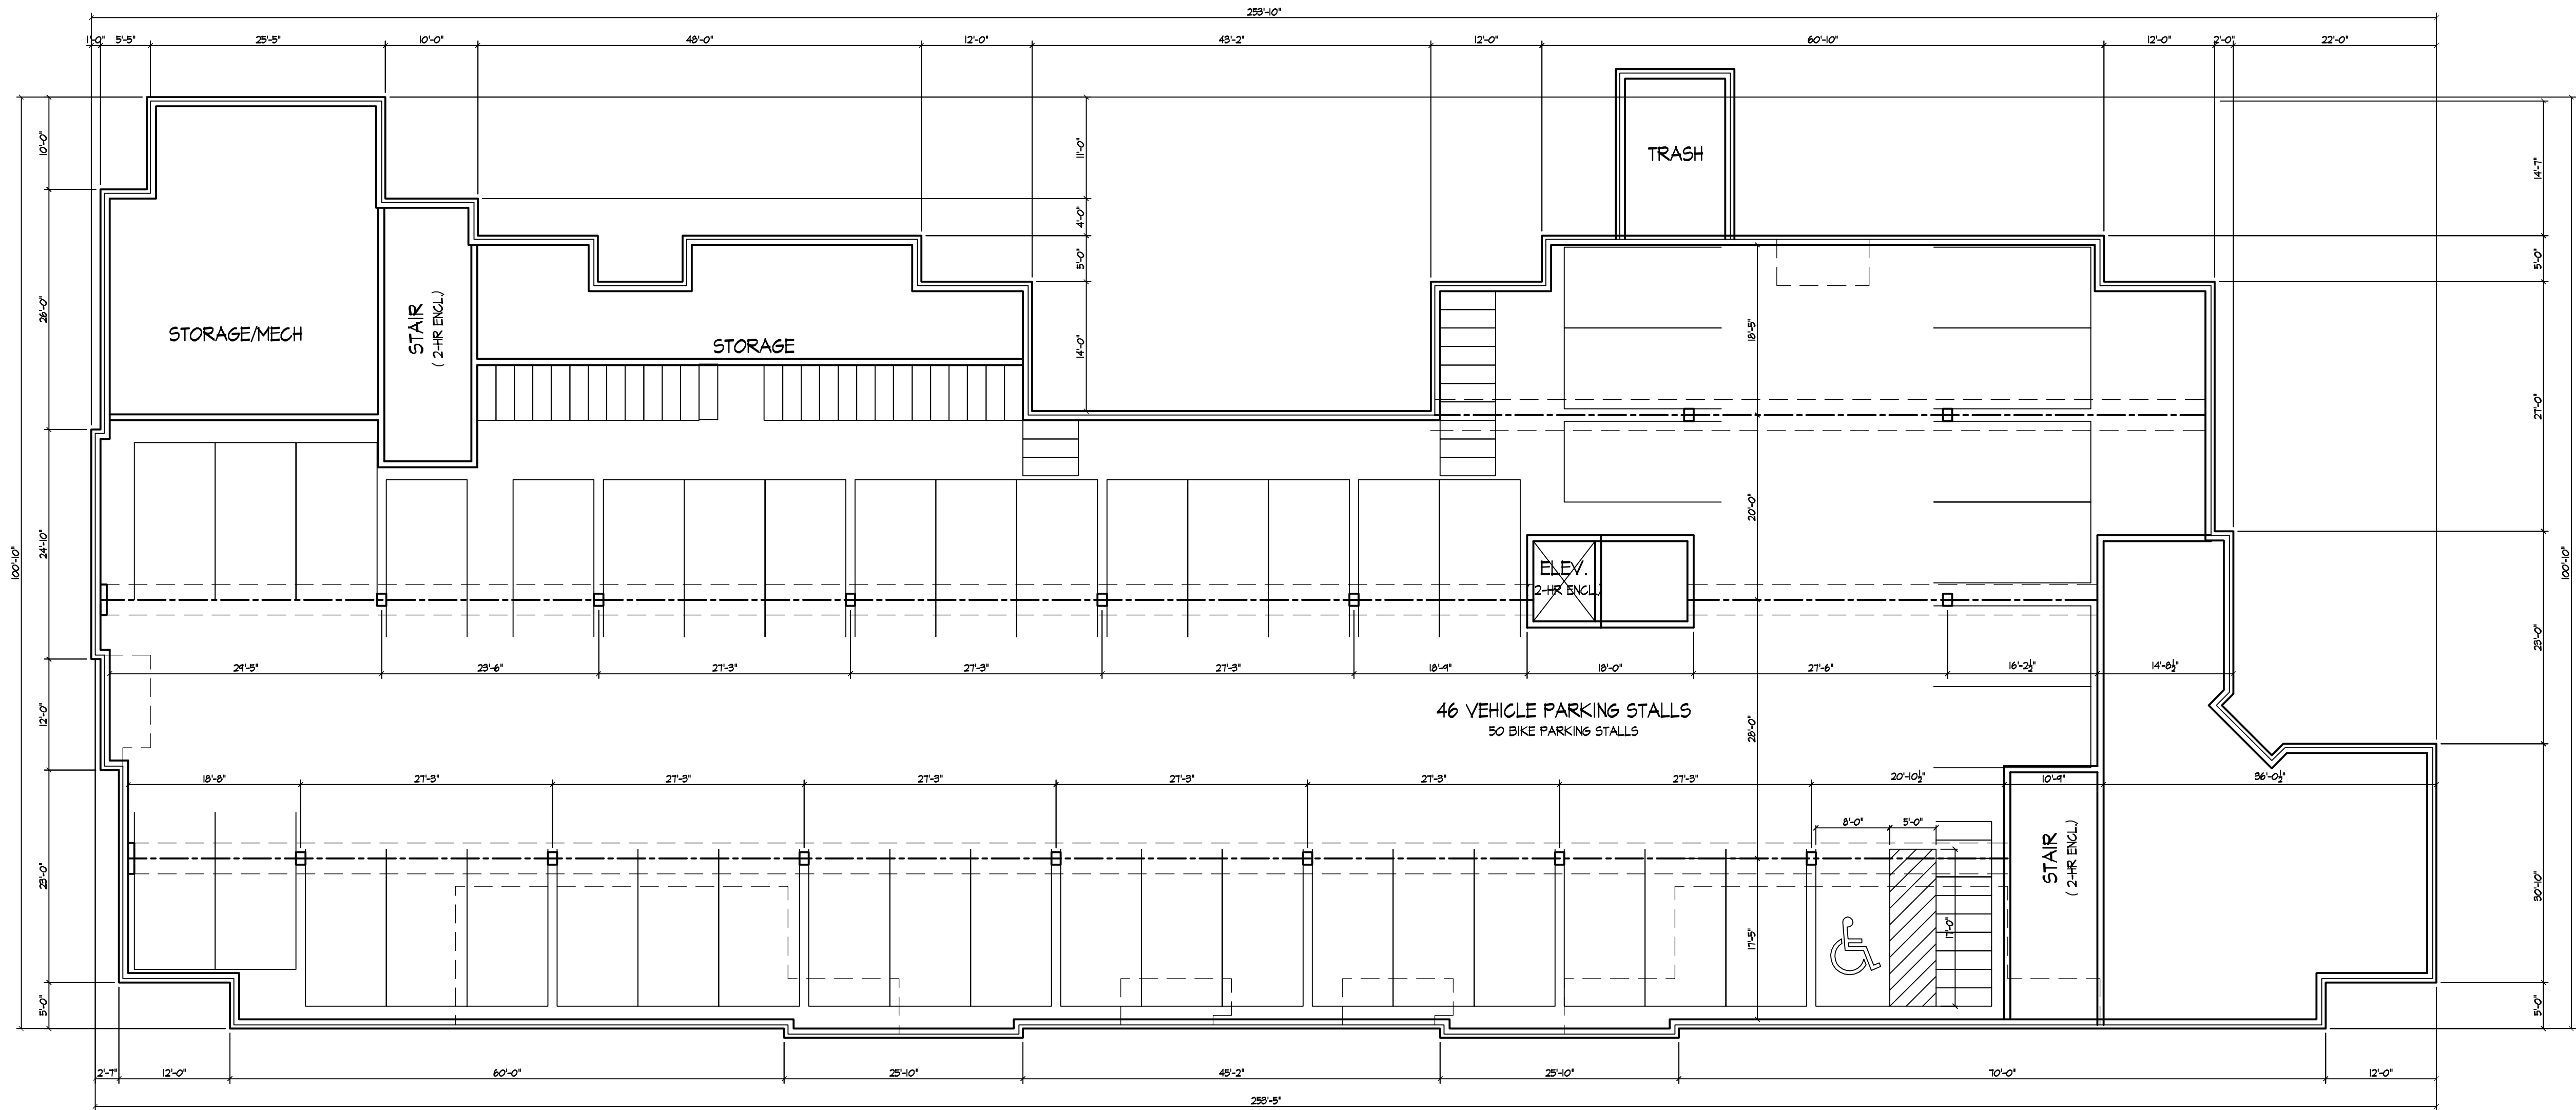 253'-10"
1'-0" 5'-5" 25'-5" 10'-0" 48'-0" 12'-0" 43'-2" 12'-0" 60'-10" 12'-0" 2'-0" 22'-0"
10'-0"
26'-0"
24'-10"
12'-0"
23'-0"
5'-0"
100'-10"
11'-0"
4'-0"
5'-0"
14'-0"
TRASH
STORAGE/MECH
STAIR
( 2-HR ENCL.)
STORAGE
18'-5"
20'-0"
28'-0"
17'-5"
ELEV.
(2-HR ENCL.)
29'-5" 23'-6" 27'-3" 27'-3" 27'-3" 18'-9" 18'-0" 27'-6" 16'-2½" 14'-8½"
46 VEHICLE PARKING STALLS
50 BIKE PARKING STALLS
18'-8" 27'-3" 27'-3" 27'-3" 27'-3" 27'-3" 27'-3" 20'-10½" 10'-9" 36'-0½"
8'-0" 5'-0"
17'-0"
STAIR
( 2-HR ENCL.)
14'-7"
5'-0"
27'-0"
23'-0"
30'-10"
5'-0"
100'-10"
2'-7" 12'-0" 60'-0" 25'-10" 45'-2" 25'-10" 70'-0" 12'-0"
253'-5"